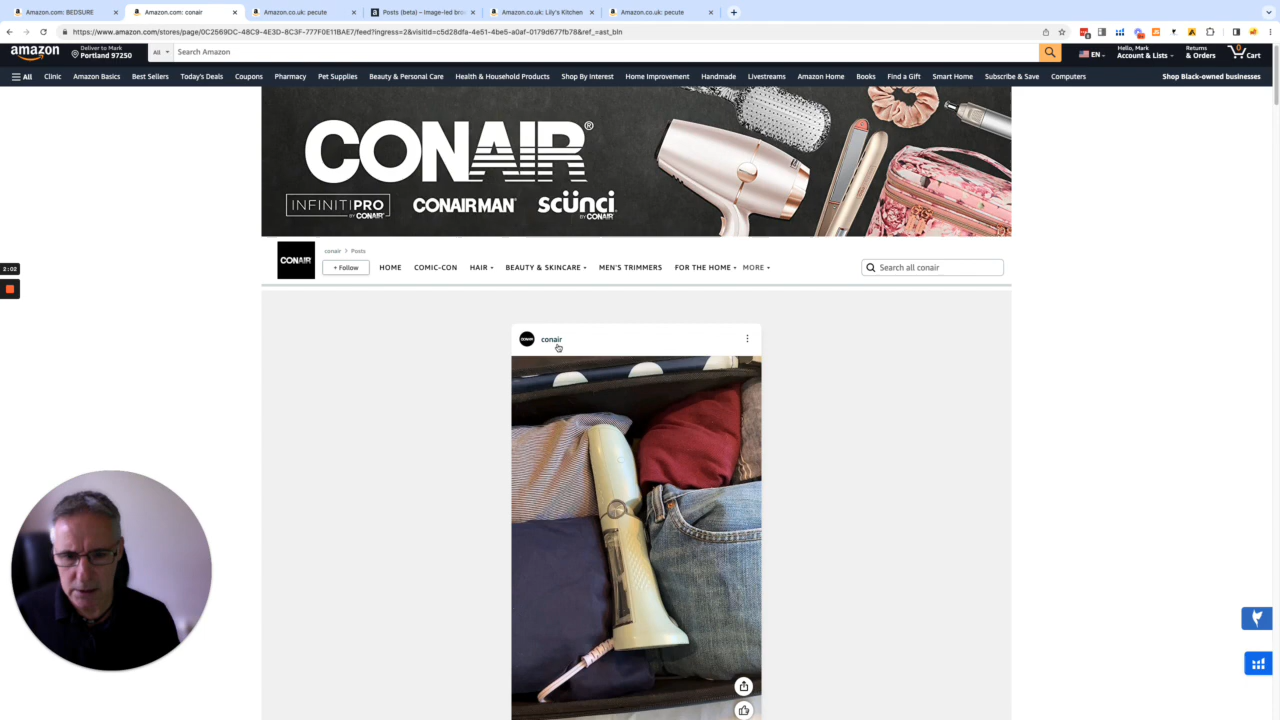 Amazon.com: BEDSURE
Amazon.com: conair
Amazon.co.uk: pecute
Posts (beta) – Image-led bro
Amazon.co.uk: Lily's Kitchen
Amazon.co.uk: pecute
https://www.amazon.com/stores/page/0C2569DC-48C9-4E3D-8C3F-777F0E11BAE7/feed?ingress=2&visitId=c5d28dfa-4e51-4be5-a0af-0179d677fb78&ref_=ast_bln
amazon
Deliver to Mark
Portland 97250
All
Search Amazon
EN
Hello, Mark
Account & Lists
Returns
& Orders
0
Cart
All
Clinic
Amazon Basics
Best Sellers
Today's Deals
Coupons
Pharmacy
Pet Supplies
Beauty & Personal Care
Health & Household Products
Shop By Interest
Home Improvement
Handmade
Livestreams
Amazon Home
Books
Find a Gift
Smart Home
Subscribe & Save
Computers
Shop Black-owned businesses
CONAIR®
INFINITIPRO
BY CONAIR
CONAIRMAN
scünci
BY CONAIR
CONAIR
conair > Posts
+ Follow
HOME
COMIC-CON
HAIR
BEAUTY & SKINCARE
MEN'S TRIMMERS
FOR THE HOME
MORE
Search all conair
2:02
CONAIR
conair